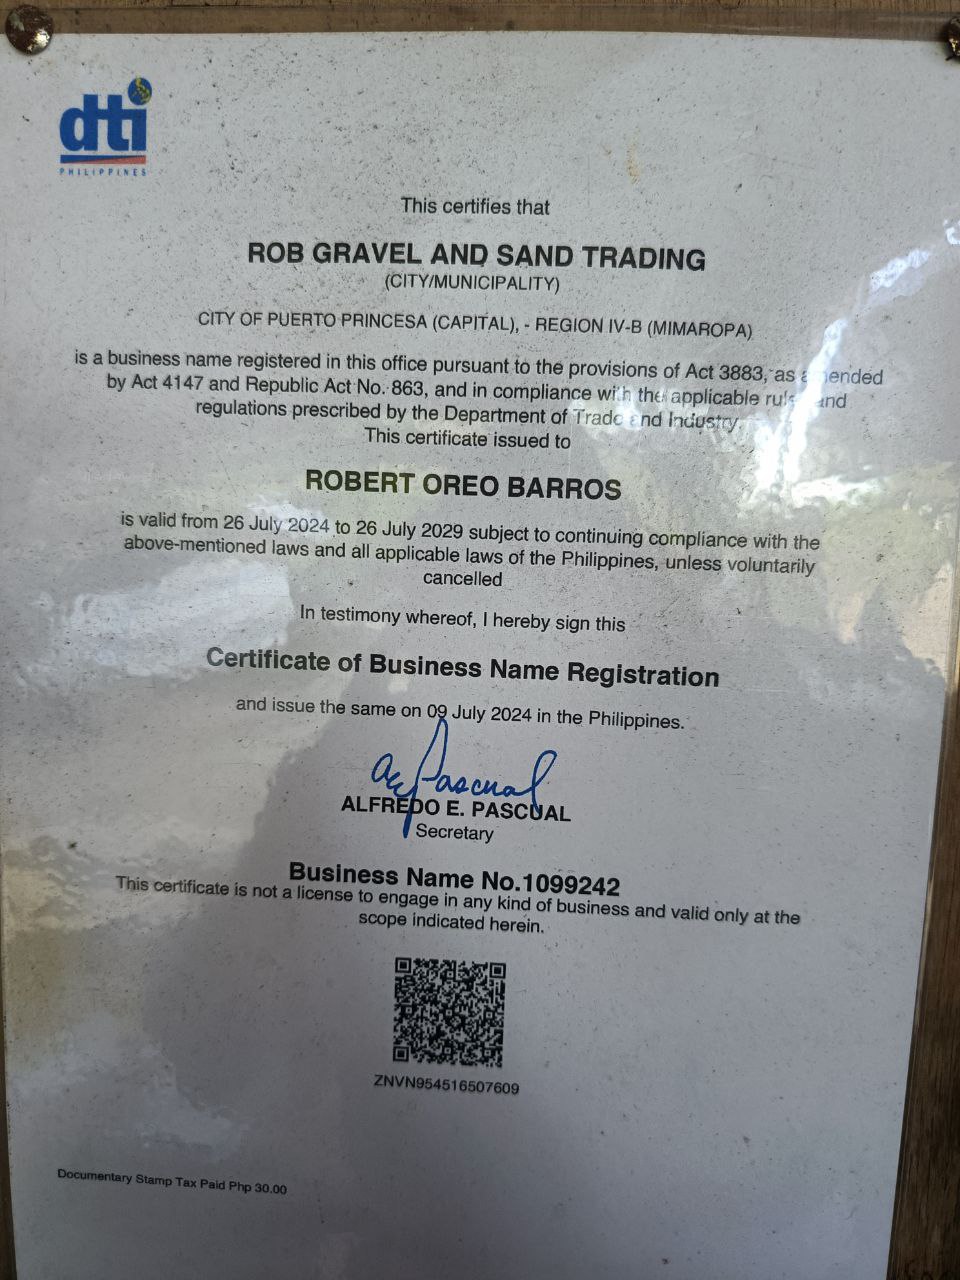 dti
PHILIPPINES
This certifies that
ROB GRAVEL AND SAND TRADING
(CITY/MUNICIPALITY)
CITY OF PUERTO PRINCESA (CAPITAL), - REGION IV-B (MIMAROPA)
is a business name registered in this office pursuant to the provisions of Act 3883, as amended
by Act 4147 and Republic Act No. 863, and in compliance with the applicable rules and
regulations prescribed by the Department of Trade and Industry.
This certificate issued to
ROBERT OREO BARROS
is valid from 26 July 2024 to 26 July 2029 subject to continuing compliance with the
above-mentioned laws and all applicable laws of the Philippines, unless voluntarily
cancelled
In testimony whereof, I hereby sign this
Certificate of Business Name Registration
and issue the same on 09 July 2024 in the Philippines.
ALFREDO E. PASCUAL
Secretary
Business Name No.1099242
This certificate is not a license to engage in any kind of business and valid only at the
scope indicated herein.
ZNVN954516507609
Documentary Stamp Tax Paid Php 30.00